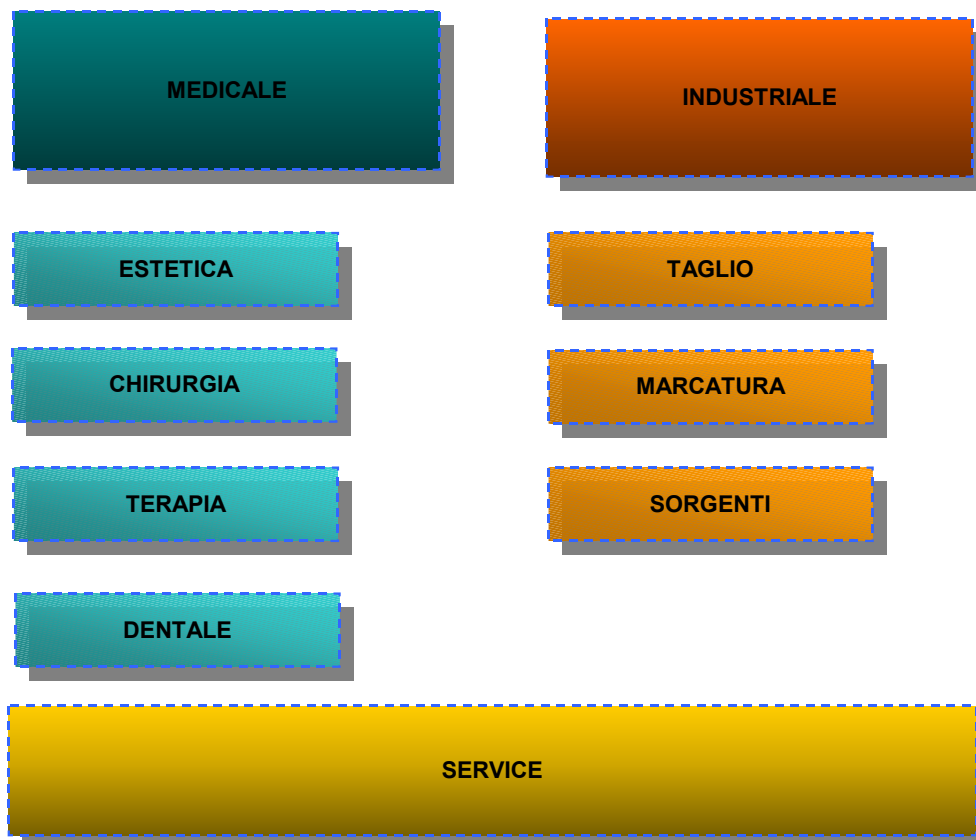 MEDICALE
INDUSTRIALE
ESTETICA
TAGLIO
CHIRURGIA
MARCATURA
TERAPIA
SORGENTI
DENTALE
SERVICE